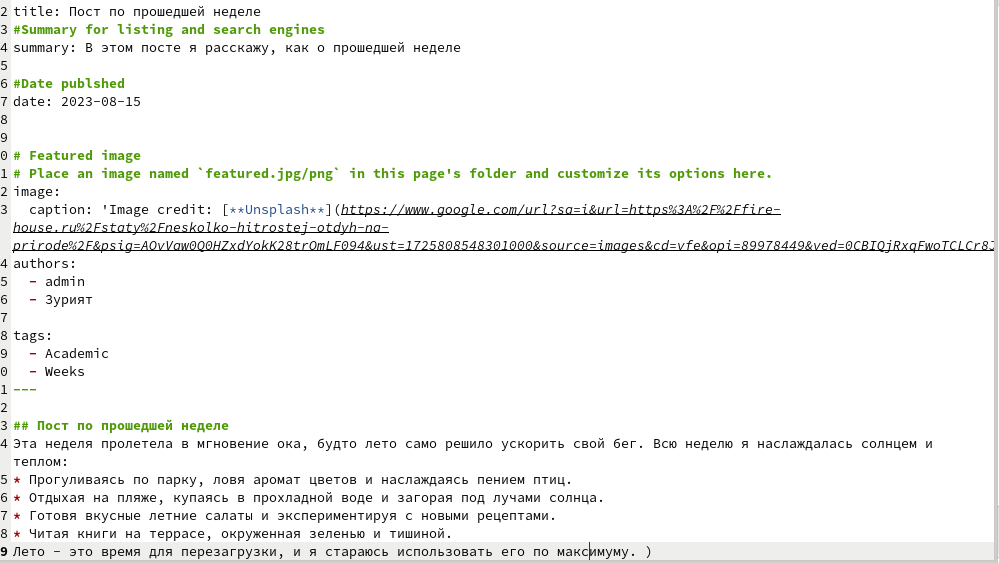 2 title: Пост по прошедшей неделе
3 #Summary for listing and search engines
4 summary: В этом посте я расскажу, как о прошедшей неделе
5
6 #Date publshed
7 date: 2023-08-15
8
9
0 # Featured image
1 # Place an image named `featured.jpg/png` in this page's folder and customize its options here.
2 image:
3   caption: 'Image credit: [**Unsplash**](https://www.google.com/url?sa=i&url=https%3A%2F%2Ffire-
house.ru%2Fstaty%2Fneskolko-hitrostej-otdyh-na-
prirode%2F&psig=AOvVaw0Q0HZxdYokK28trOmLF094&ust=1725808548301000&source=images&cd=vfe&opi=89978449&ved=0CBIQjRxqFwoTCLCr8J
4 authors:
5   - admin
6   - Зурият
7
8 tags:
9   - Academic
0   - Weeks
1 ---
2
3 ## Пост по прошедшей неделе
4 Эта неделя пролетела в мгновение ока, будто лето само решило ускорить свой бег. Всю неделю я наслаждалась солнцем и
теплом:
5 * Прогуливаясь по парку, ловя аромат цветов и наслаждаясь пением птиц.
6 * Отдыхая на пляже, купаясь в прохладной воде и загорая под лучами солнца.
7 * Готовя вкусные летние салаты и экспериментируя с новыми рецептами.
8 * Читая книги на террасе, окруженная зеленью и тишиной.
9 Лето - это время для перезагрузки, и я стараюсь использовать его по максимуму. )